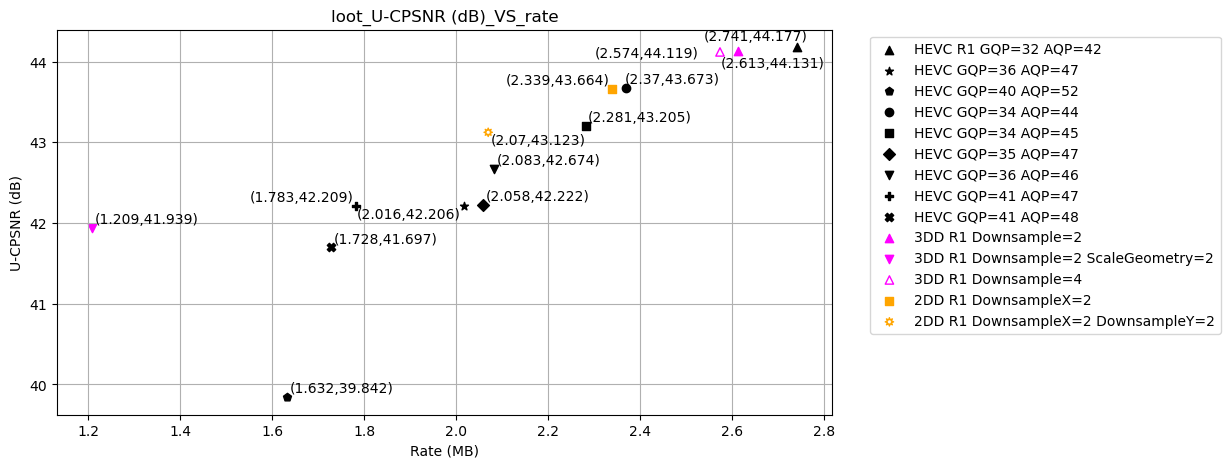 loot_U-CPSNR (dB)_VS_rate
U-CPSNR (dB)
44
43
42
41
40
(2.741,44.177)
(2.574,44.119)
(2.613,44.131)
(2.339,43.664)
(2.37,43.673)
(2.281,43.205)
(2.07,43.123)
(2.083,42.674)
(1.783,42.209)
(2.058,42.222)
(2.016,42.206)
(1.209,41.939)
(1.728,41.697)
(1.632,39.842)
1.2
1.4
1.6
1.8
2.0
2.2
2.4
2.6
2.8
Rate (MB)
HEVC R1 GQP=32 AQP=42
HEVC GQP=36 AQP=47
HEVC GQP=40 AQP=52
HEVC GQP=34 AQP=44
HEVC GQP=34 AQP=45
HEVC GQP=35 AQP=47
HEVC GQP=36 AQP=46
HEVC GQP=41 AQP=47
HEVC GQP=41 AQP=48
3DD R1 Downsample=2
3DD R1 Downsample=2 ScaleGeometry=2
3DD R1 Downsample=4
2DD R1 DownsampleX=2
2DD R1 DownsampleX=2 DownsampleY=2